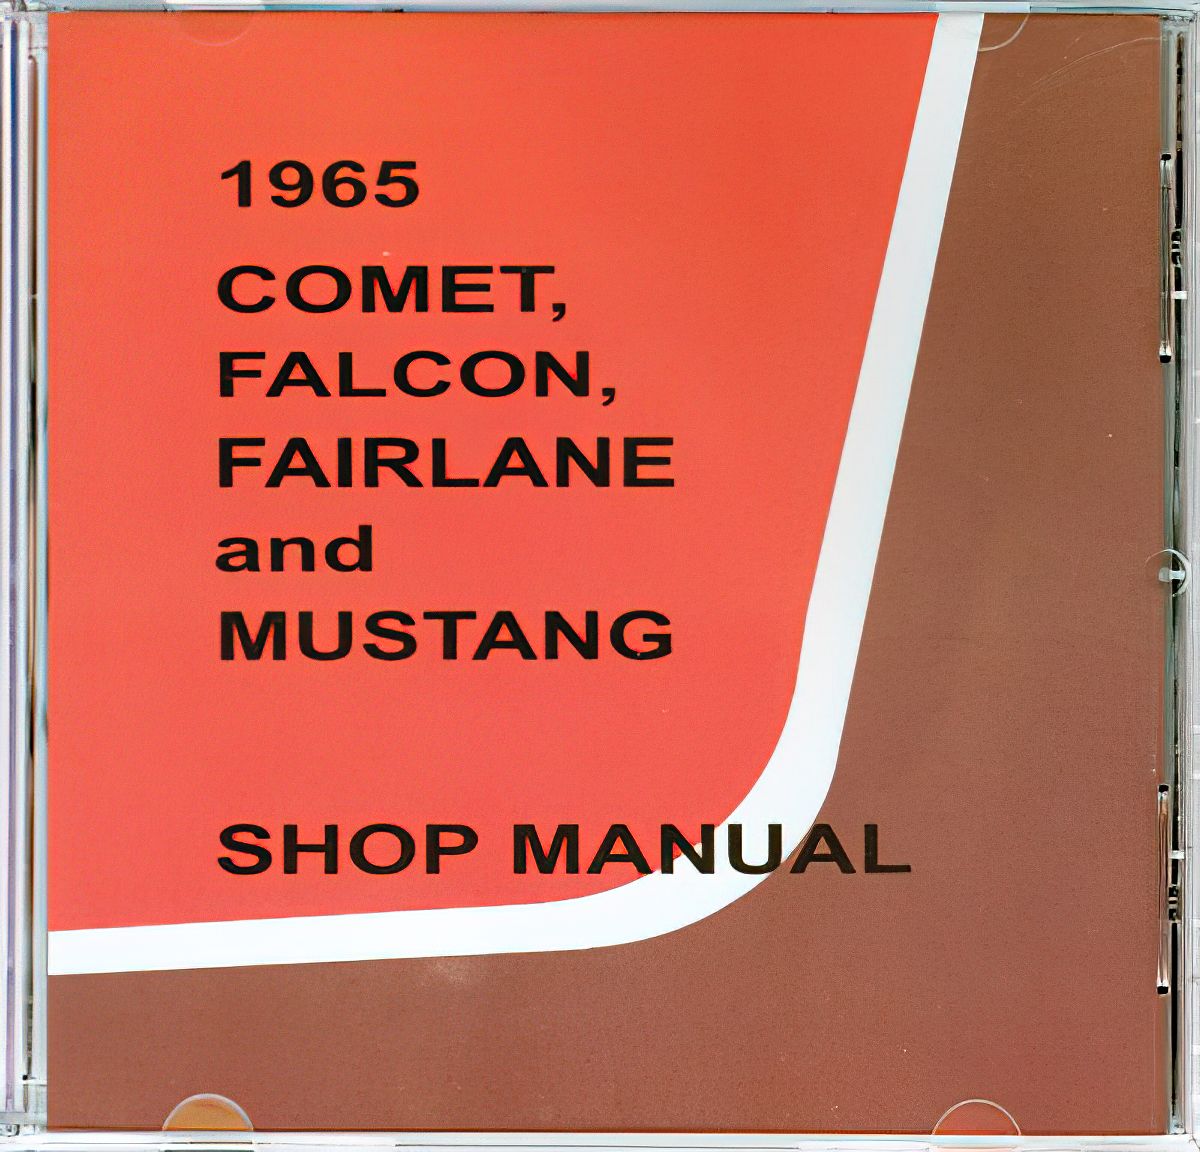 1965
COMET,
FALCON,
FAIRLANE
and
MUSTANG
SHOP MANUAL